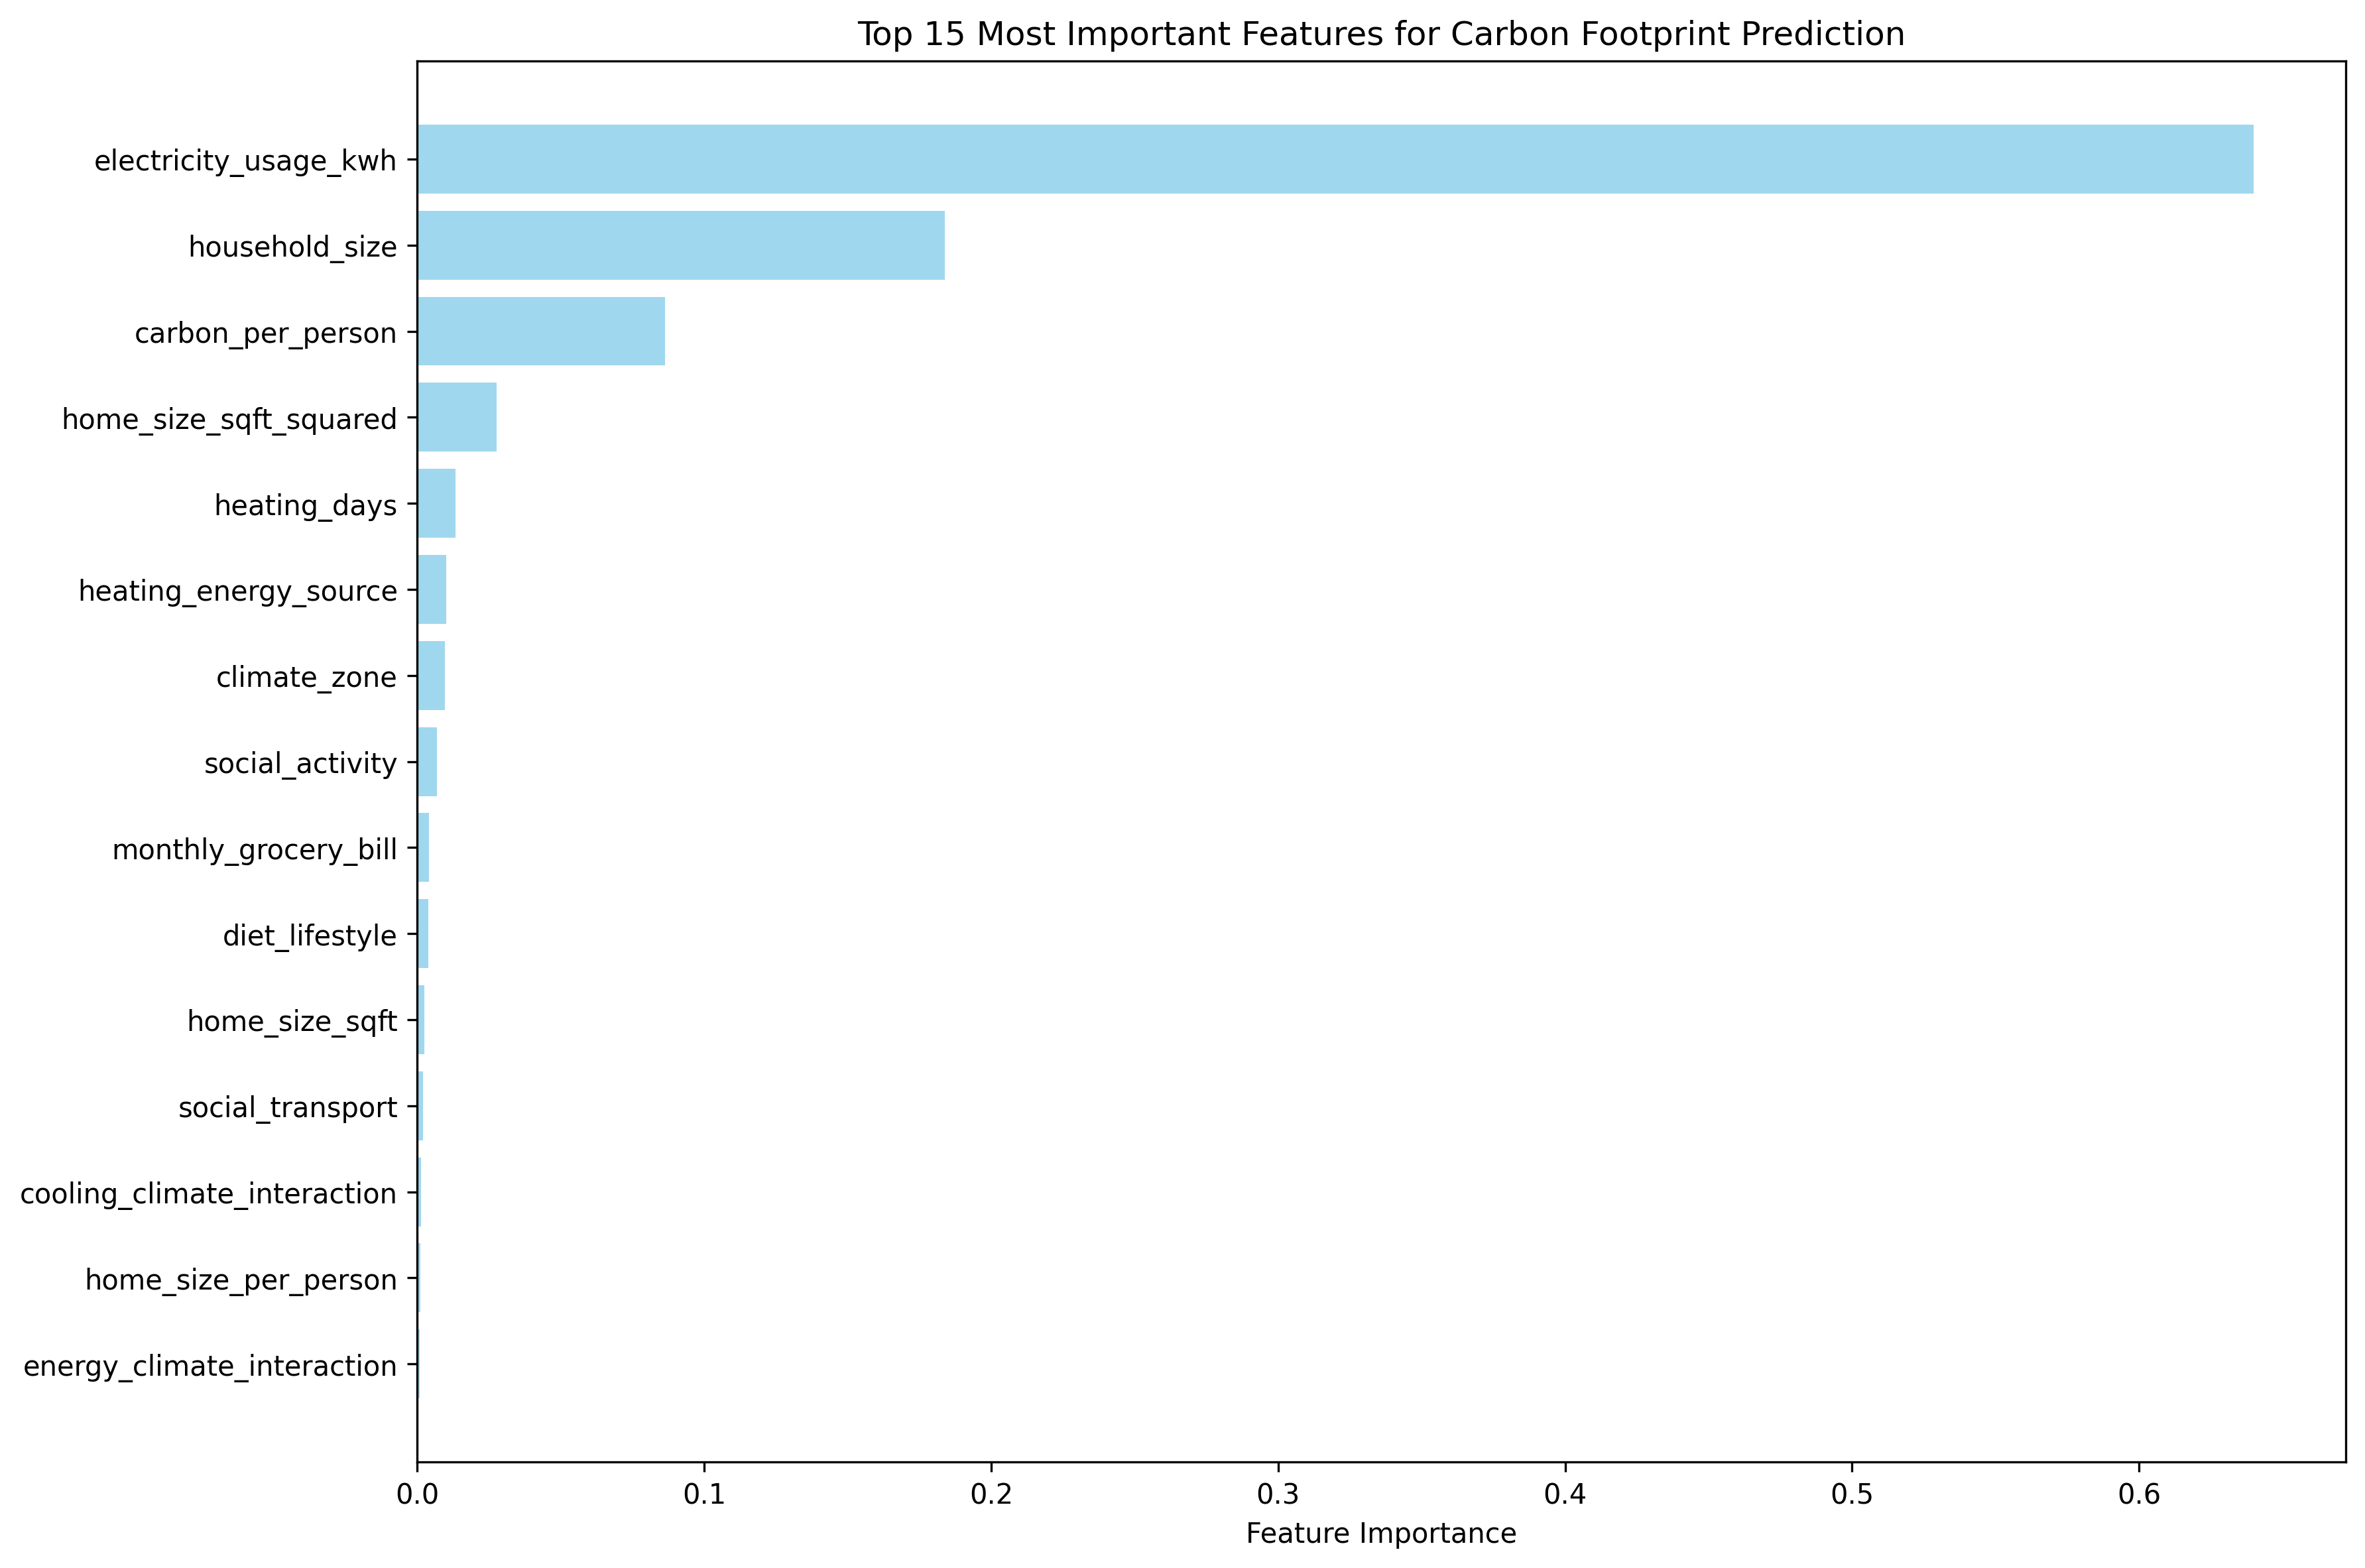 Top 15 Most Important Features for Carbon Footprint Prediction
electricity_usage_kwh
household_size
carbon_per_person
home_size_sqft_squared
heating_days
heating_energy_source
climate_zone
social_activity
monthly_grocery_bill
diet_lifestyle
home_size_sqft
social_transport
cooling_climate_interaction
home_size_per_person
energy_climate_interaction
0.0 0.1 0.2 0.3 0.4 0.5 0.6
Feature Importance